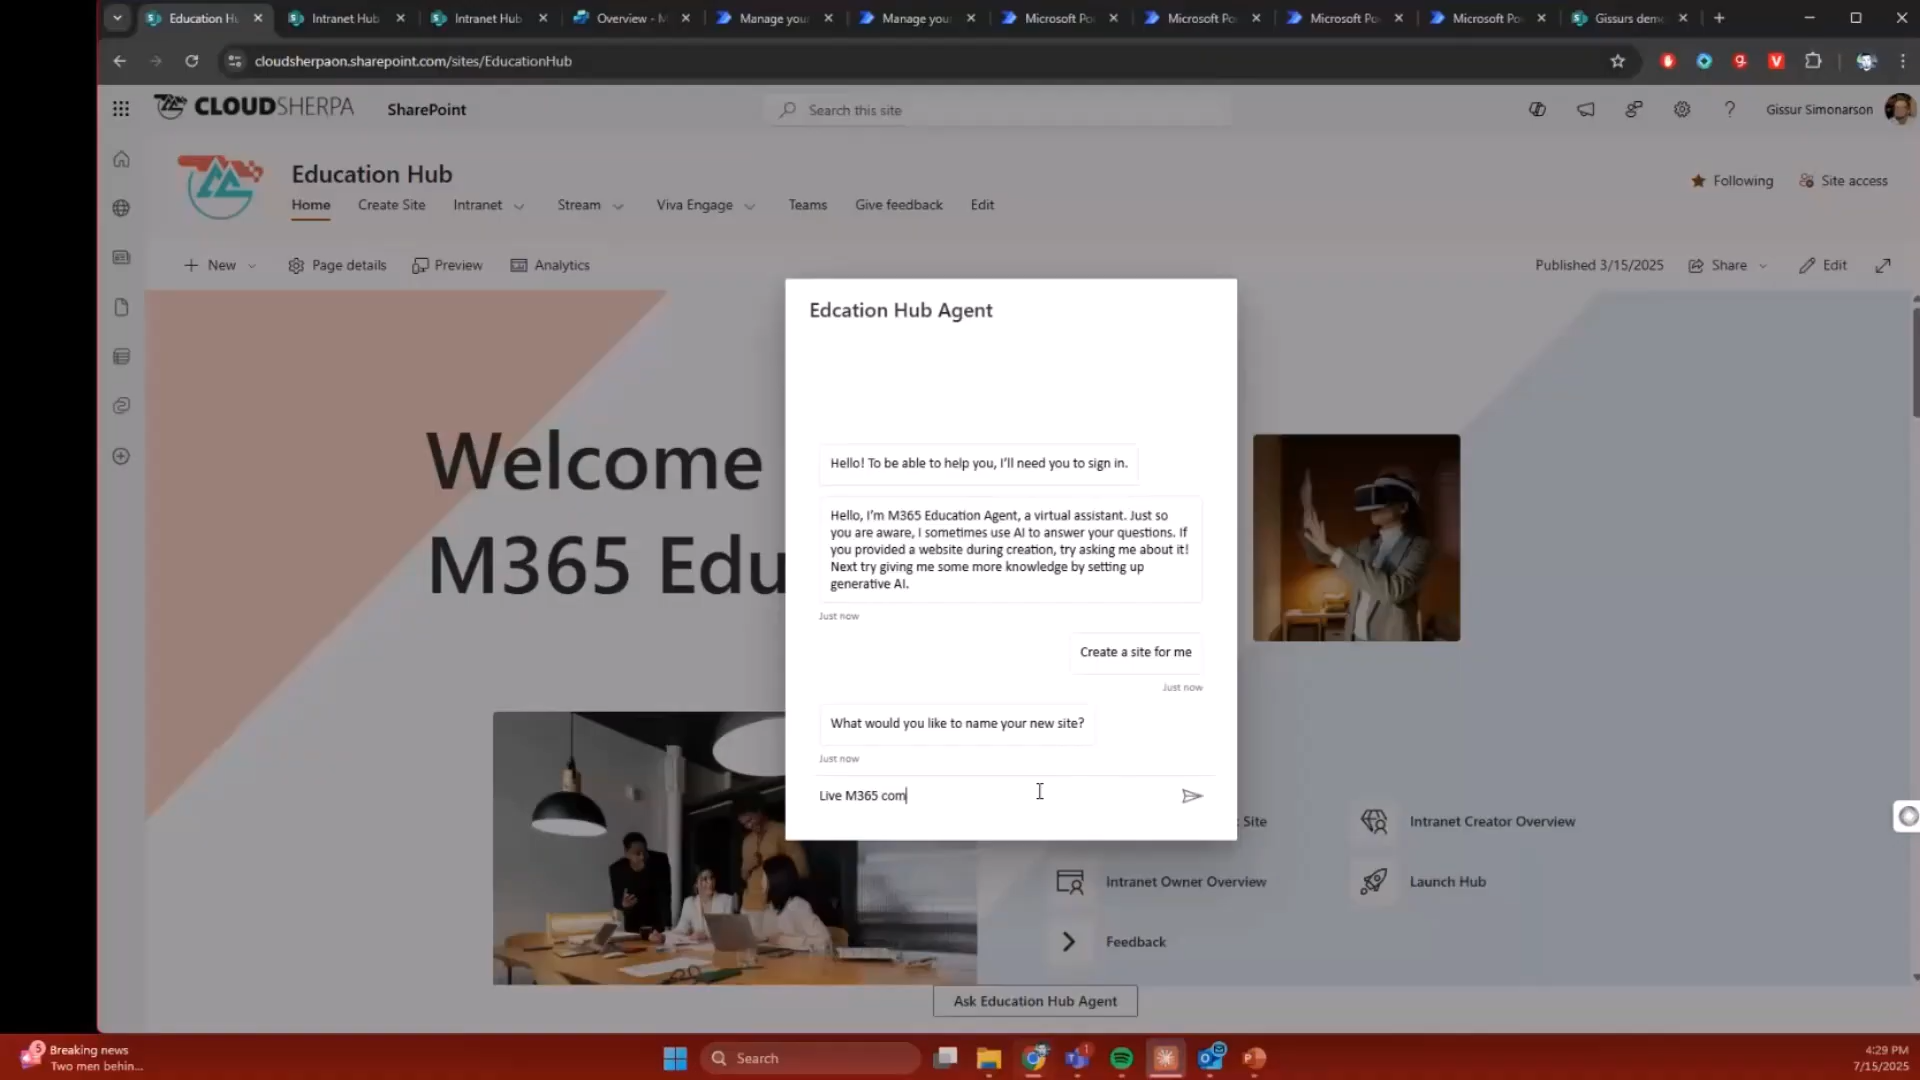 Education Hu
Intranet Hub
Intranet Hub
Overview - M
Manage you
Manage you
Microsoft Po
Microsoft Po
Microsoft Po
Microsoft Po
Gissurs dem
cloudsherpaon.sharepoint.com/sites/EducationHub
CLOUDSHERPA
SharePoint
Search this site
Gissur Simonarson
Education Hub
Following
Site access
Home
Create Site
Intranet
Stream
Viva Engage
Teams
Give feedback
Edit
New
Page details
Preview
Analytics
Published 3/15/2025
Share
Edit
Welcome
M365 Edu
Edcation Hub Agent
Hello! To be able to help you, I'll need you to sign in.
Hello, I'm M365 Education Agent, a virtual assistant. Just so
you are aware, I sometimes use AI to answer your questions. If
you provided a website during creation, try asking me about it!
Next try giving me some more knowledge by setting up
generative AI.
Just now
Create a site for me
Just now
What would you like to name your new site?
Just now
Live M365 com
Site
Intranet Creator Overview
Intranet Owner Overview
Launch Hub
Feedback
Ask Education Hub Agent
5
Breaking news
Two men behin...
Search
1
4:29 PM
7/15/2025